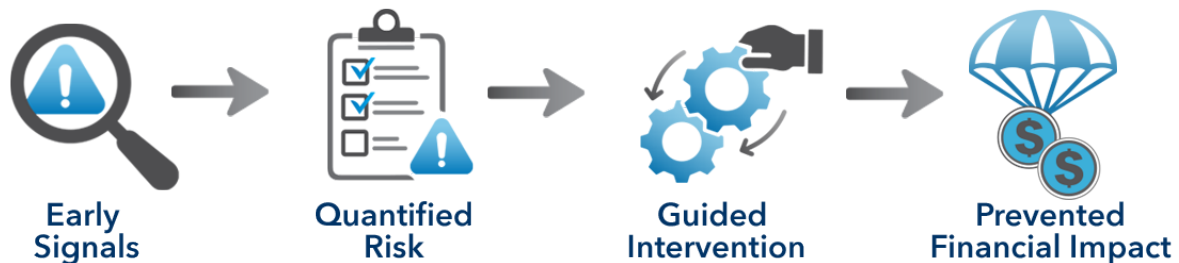 $
$
Early
Signals
Quantified
Risk
Guided
Intervention
Prevented
Financial Impact